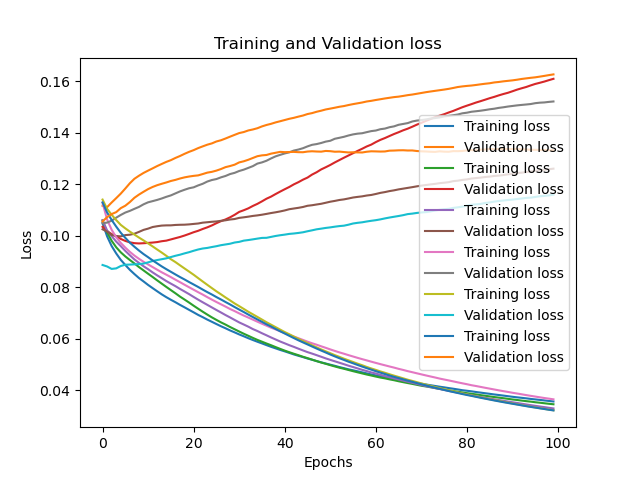 Training and Validation loss
0.16
0.14
0.12
0.10
0.08
0.06
0.04
Loss
Training loss
Validation loss
Training loss
Validation loss
Training loss
Validation loss
Training loss
Validation loss
Training loss
Validation loss
Training loss
Validation loss
0 20 40 60 80 100
Epochs